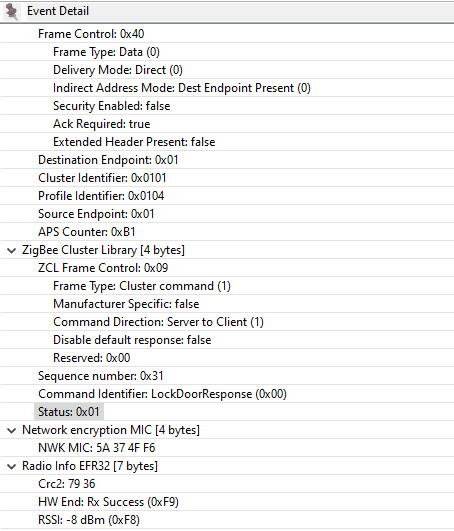 Event Detail
Frame Control: 0x40
Frame Type: Data (0)
Delivery Mode: Direct (0)
Indirect Address Mode: Dest Endpoint Present (0)
Security Enabled: false
Ack Required: true
Extended Header Present: false
Destination Endpoint: 0x01
Cluster Identifier: 0x0101
Profile Identifier: 0x0104
Source Endpoint: 0x01
APS Counter: 0xB1
ZigBee Cluster Library [4 bytes]
ZCL Frame Control: 0x09
Frame Type: Cluster command (1)
Manufacturer Specific: false
Command Direction: Server to Client (1)
Disable default response: false
Reserved: 0x00
Sequence number: 0x31
Command Identifier: LockDoorResponse (0x00)
Status: 0x01
Network encryption MIC [4 bytes]
NWK MIC: 5A 37 4F F6
Radio Info EFR32 [7 bytes]
Crc2: 79 36
HW End: Rx Success (0xF9)
RSSI: -8 dBm (0xF8)